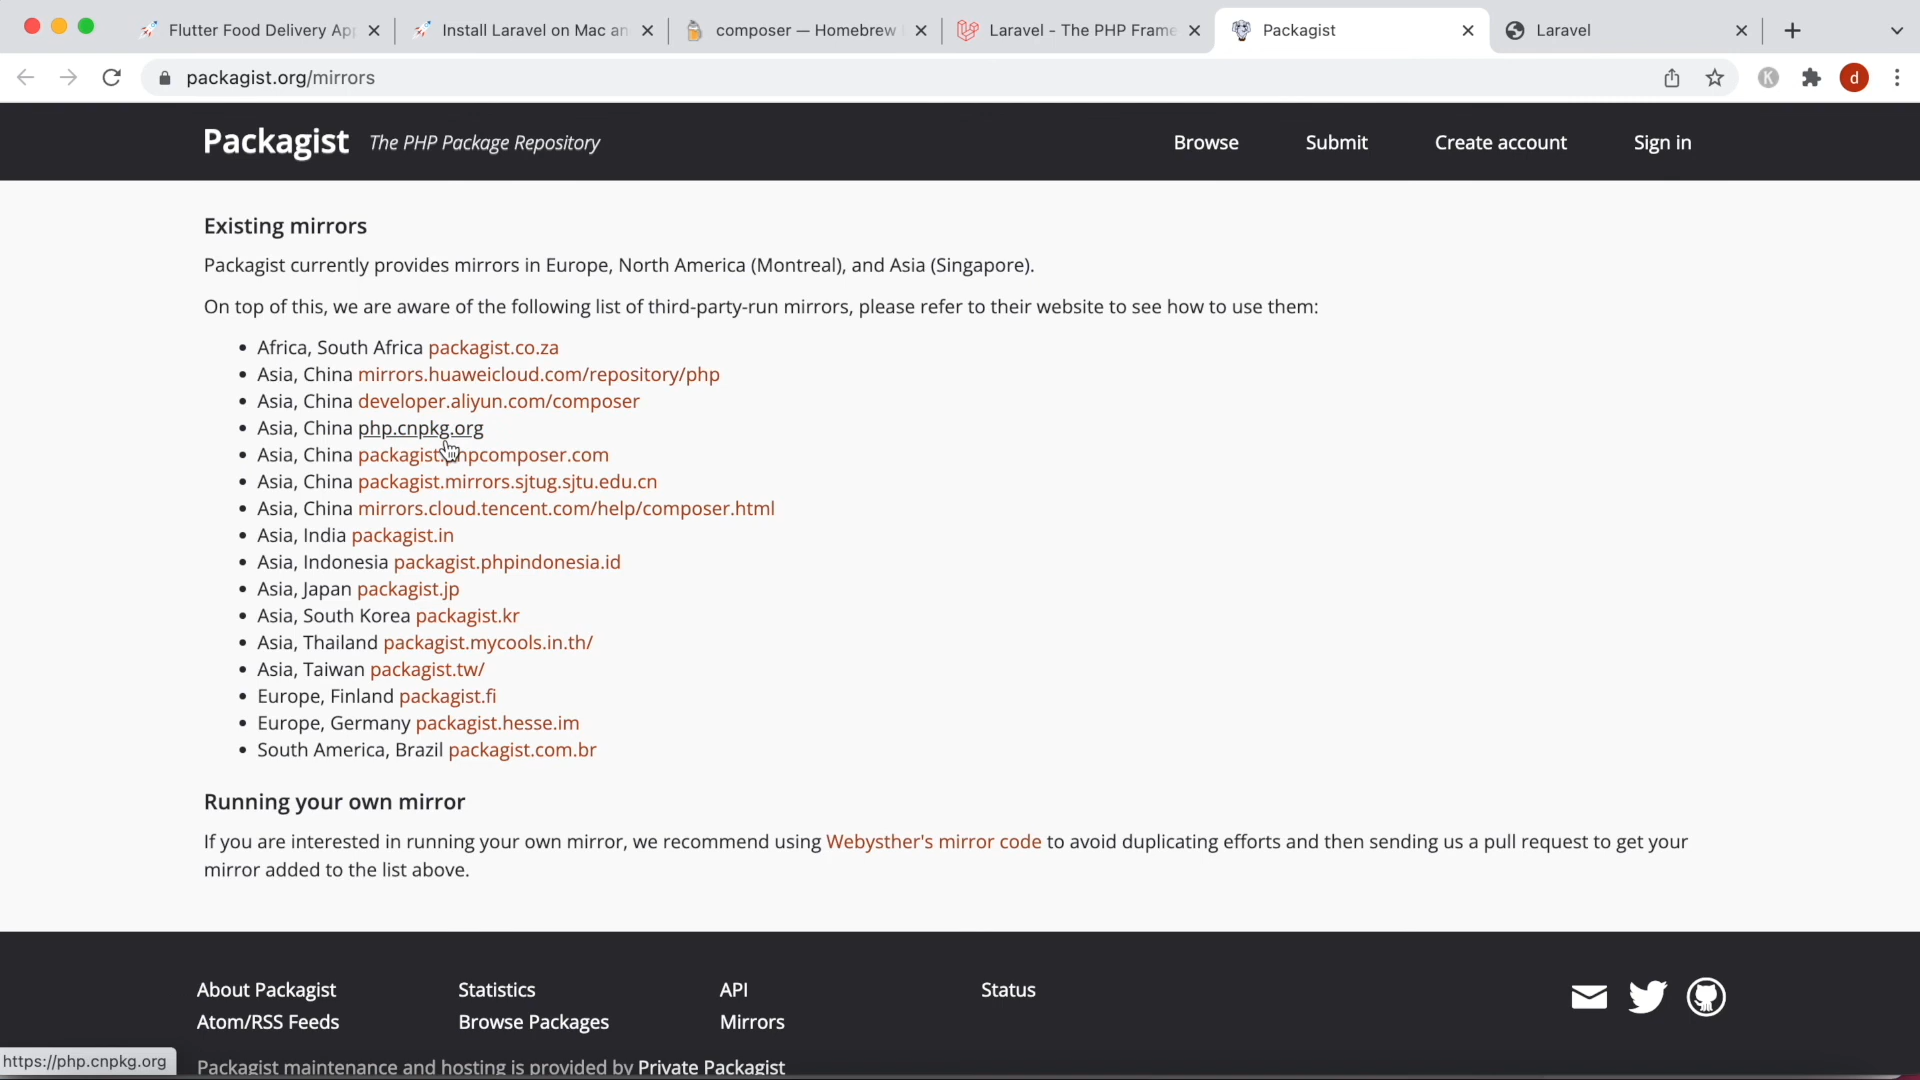 Flutter Food Delivery Ap
Install Laravel on Mac an
composer — Homebrew
Laravel - The PHP Frame
Packagist
Laravel
packagist.org/mirrors
K
d
Packagist The PHP Package Repository
Browse
Submit
Create account
Sign in
Existing mirrors
Packagist currently provides mirrors in Europe, North America (Montreal), and Asia (Singapore).
On top of this, we are aware of the following list of third-party-run mirrors, please refer to their website to see how to use them:
• Africa, South Africa packagist.co.za
• Asia, China mirrors.huaweicloud.com/repository/php
• Asia, China developer.aliyun.com/composer
• Asia, China php.cnpkg.org
• Asia, China packagist.phpcomposer.com
• Asia, China packagist.mirrors.sjtug.sjtu.edu.cn
• Asia, China mirrors.cloud.tencent.com/help/composer.html
• Asia, India packagist.in
• Asia, Indonesia packagist.phpindonesia.id
• Asia, Japan packagist.jp
• Asia, South Korea packagist.kr
• Asia, Thailand packagist.mycools.in.th/
• Asia, Taiwan packagist.tw/
• Europe, Finland packagist.fi
• Europe, Germany packagist.hesse.im
• South America, Brazil packagist.com.br
Running your own mirror
If you are interested in running your own mirror, we recommend using Webysther's mirror code to avoid duplicating efforts and then sending us a pull request to get your
mirror added to the list above.
About Packagist
Statistics
API
Status
Atom/RSS Feeds
Browse Packages
Mirrors
https://php.cnpkg.org
Packagist maintenance and hosting is provided by Private Packagist